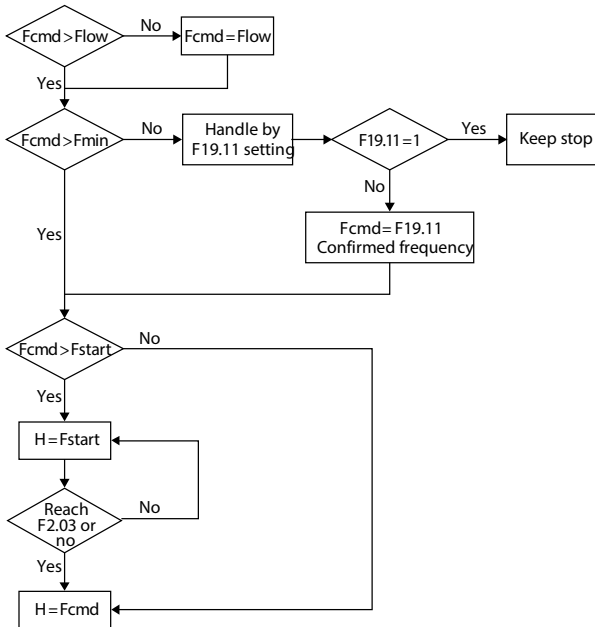 Fcmd>Flow
No
Fcmd=Flow
Yes
Fcmd>Fmin
No
Handle by
F19.11 setting
F19.11=1
Yes
Keep stop
No
Yes
Fcmd=F19.11
Confirmed frequency
Fcmd>Fstart
No
Yes
H=Fstart
Reach
F2.03 or
no
No
Yes
H=Fcmd